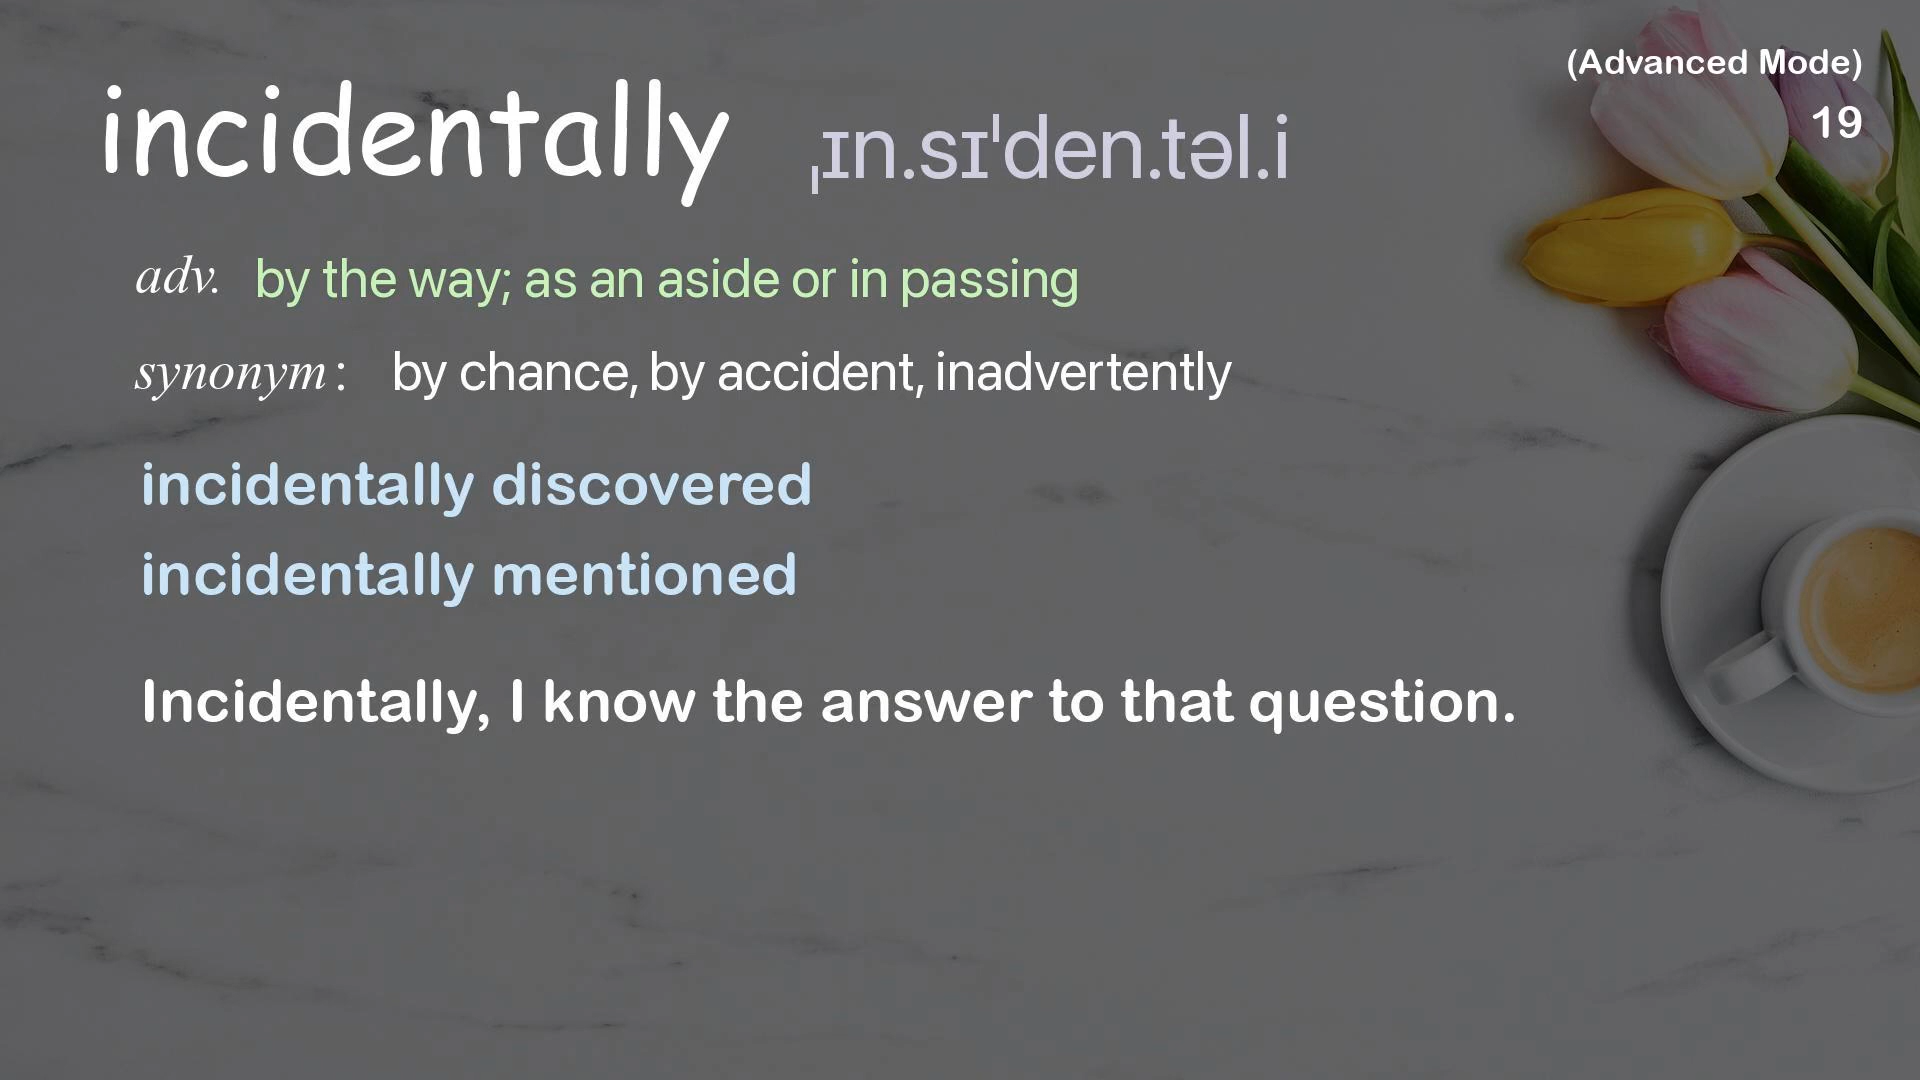 (Advanced Mode)
19
incidentally ˌɪn.sɪˈden.təl.i
adv. by the way; as an aside or in passing
synonym : by chance, by accident, inadvertently
incidentally discovered
incidentally mentioned
Incidentally, I know the answer to that question.